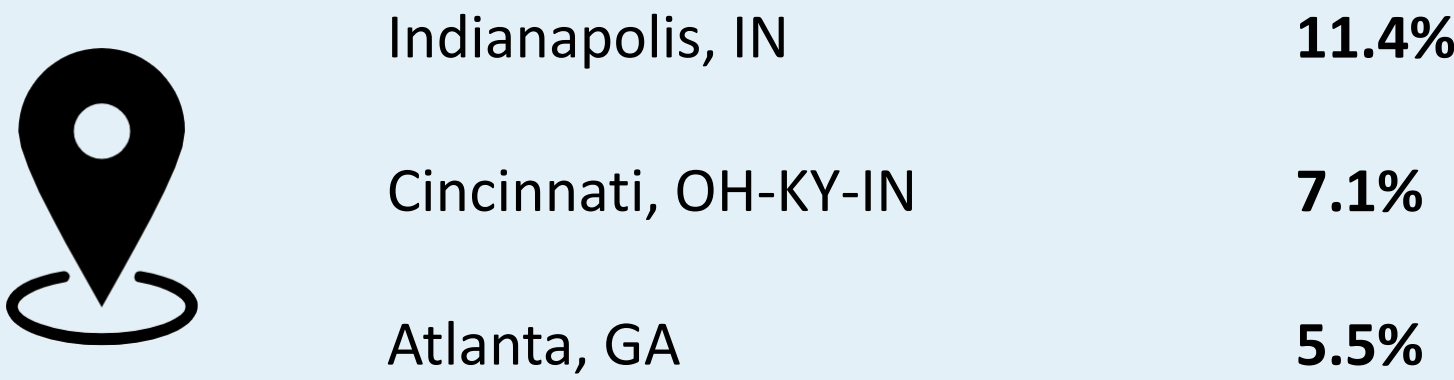 Indianapolis, IN 11.4%
Cincinnati, OH-KY-IN 7.1%
Atlanta, GA 5.5%